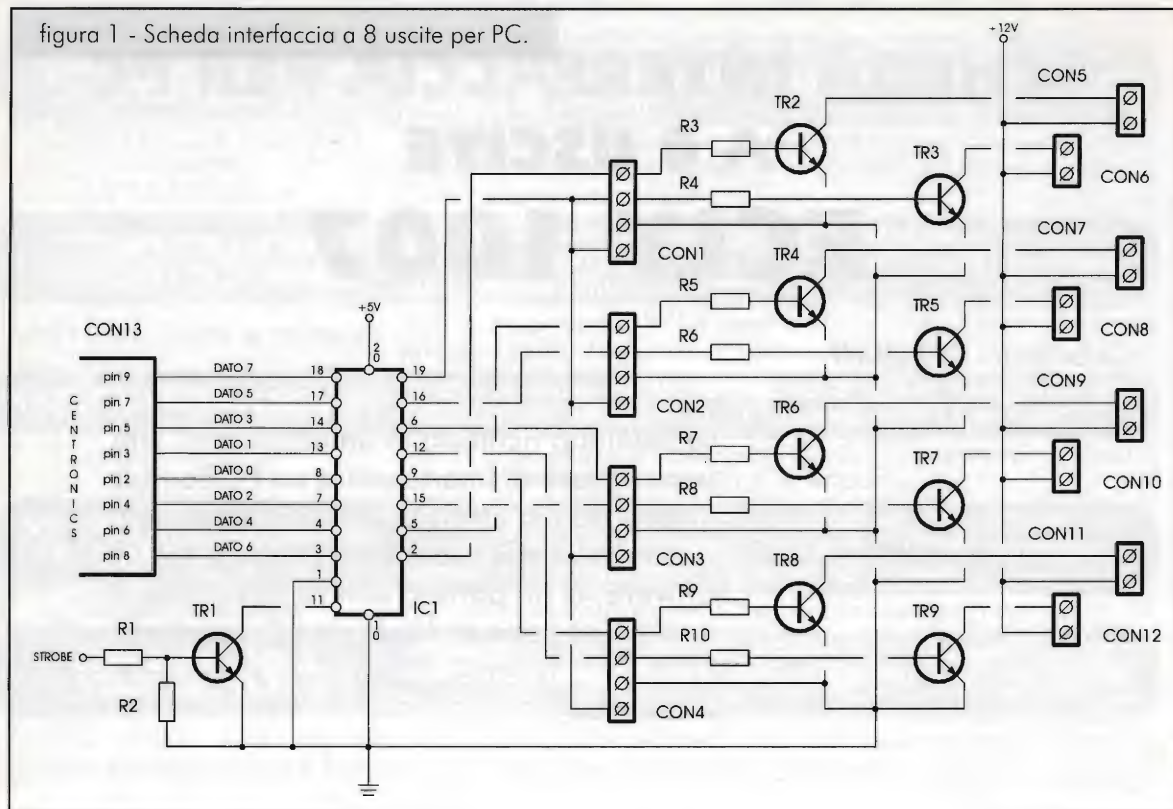 figura 1 - Scheda interfaccia a 8 uscite per PC.
+12V
CON5
TR2
R3
TR3
CON6
R4
CON7
CON1
TR4
R5
TR5
CON8
+5V
CON13
R6
CON9
20
CENTRONICS
pin 9 DATO 7 18 19
pin 7 DATO 5 17 16
pin 5 DATO 3 14 6
pin 3 DATO 1 13 12
pin 2 DATO 0 8 9
pin 4 DATO 2 7 15
pin 6 DATO 4 4 5
pin 8 DATO 6 3 2
1
11
IC1
10
CON2
TR6
R7
TR7
CON10
R8
CON11
CON3
TR8
R9
TR9
R10
CON12
CON4
TR1
R1
STROBE
R2